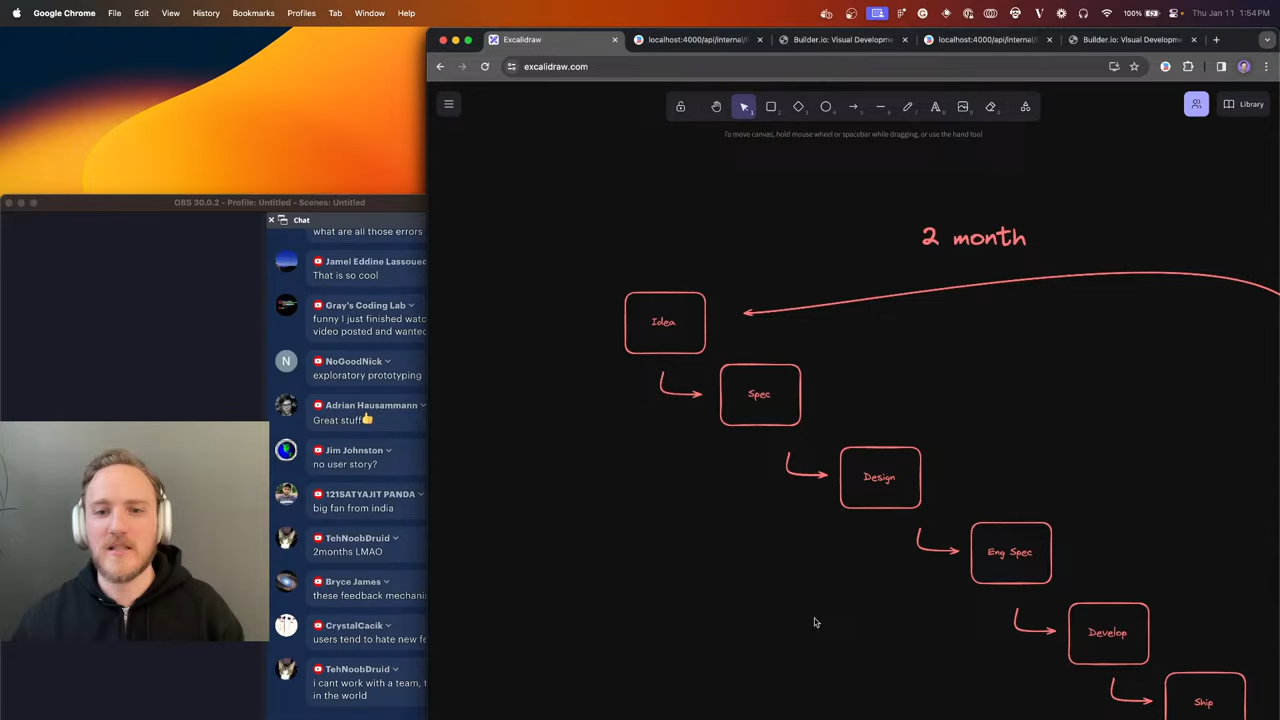 Google Chrome File Edit View History Bookmarks Profiles Tab Window Help 100% Thu Jan 11 1:54PM
Excalidraw localhost:4000/api/internal/ Builder.io: Visual Developm localhost:4000/api/internal/f Builder.io: Visual Developme
excalidraw.com
Library
To move canvas, hold mouse wheel or spacebar while dragging, or use the hand tool
OBS 30.0.2 - Profile: Untitled - Scenes: Untitled
Chat
what are all those errors
Jamel Eddine Lassoued
That is so cool
Gray's Coding Lab
funny I just finished watc
video posted and wanted
N
NoGoodNick
exploratory prototyping
Adrian Hausammann
Great stuff👍
Jim Johnston
no user story?
121SATYAJIT PANDA
big fan from india
TehNoobDruid
2months LMAO
Bryce James
these feedback mechanis
CrystalCacik
users tend to hate new fe
TehNoobDruid
i cant work with a team, t
in the world
2 month
Idea
Spec
Design
Eng Spec
Develop
Ship